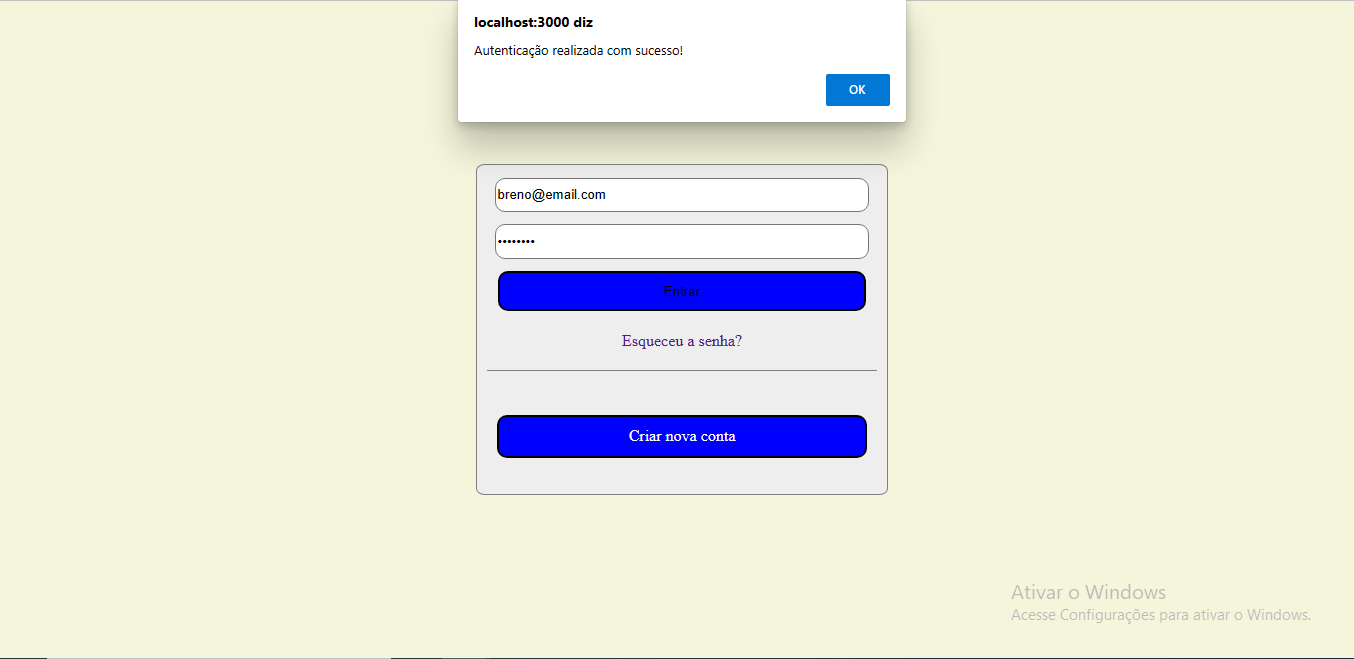 localhost:3000 diz
Autenticação realizada com sucesso!
OK
breno@email.com
••••••••
Entrar
Esqueceu a senha?
Criar nova conta
Ativar o Windows
Acesse Configurações para ativar o Windows.